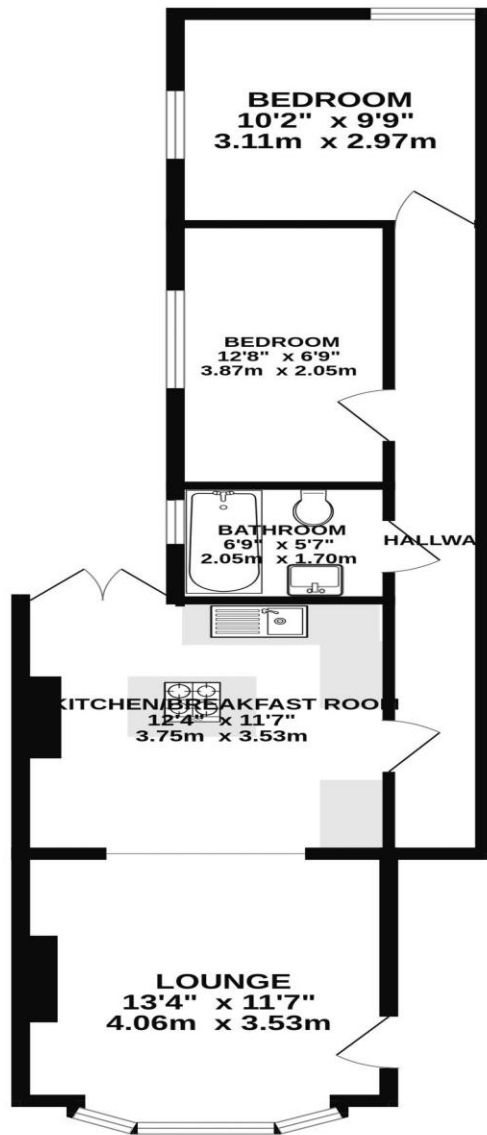 BEDROOM
10'2" x 9'9"
3.11m x 2.97m
BEDROOM
12'8" x 6'9"
3.87m x 2.05m
BATHROOM
6'9" x 5'7"
2.05m x 1.70m
HALLWA
KITCHEN/BREAKFAST ROOM
12'4" x 11'7"
3.75m x 3.53m
LOUNGE
13'4" x 11'7"
4.06m x 3.53m